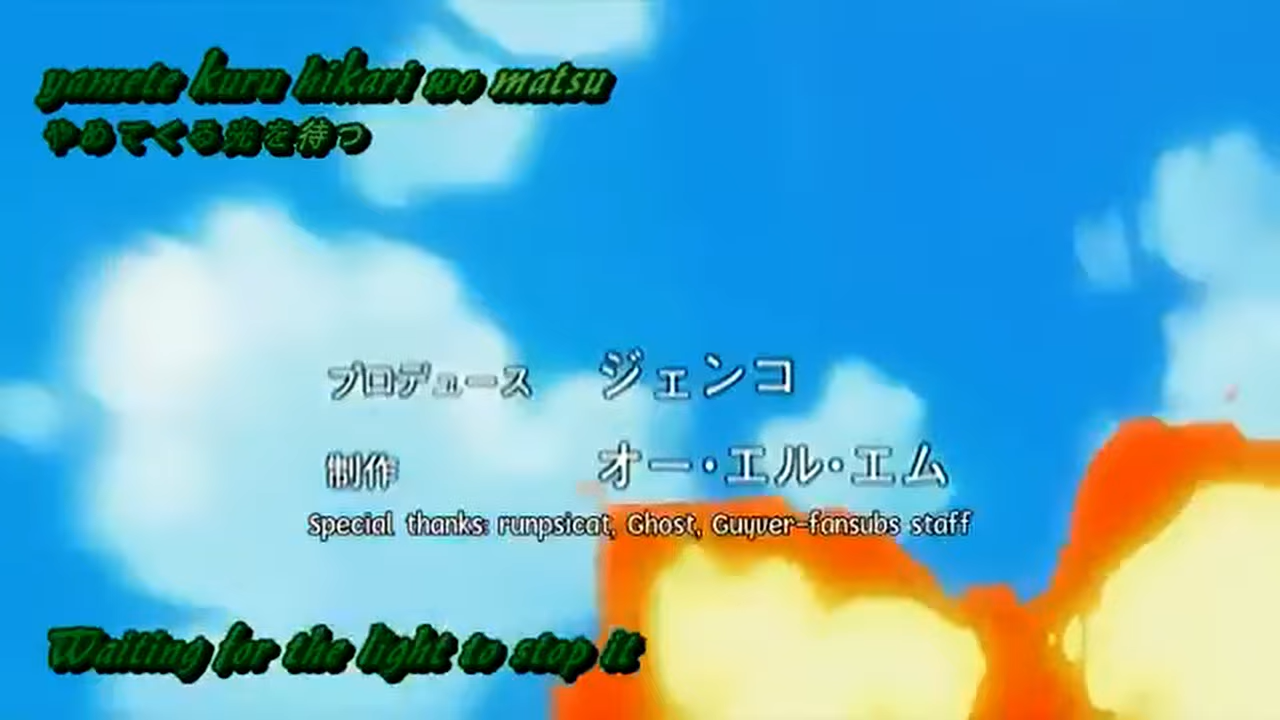 yamete kuru hikari wo matsu
やめてくる光を待つ
プロデュース ジェンコ
制作 オー・エル・エム
Special thanks: runpsicat, Ghost, Guyver-fansubs staff
Waiting for the light to stop it